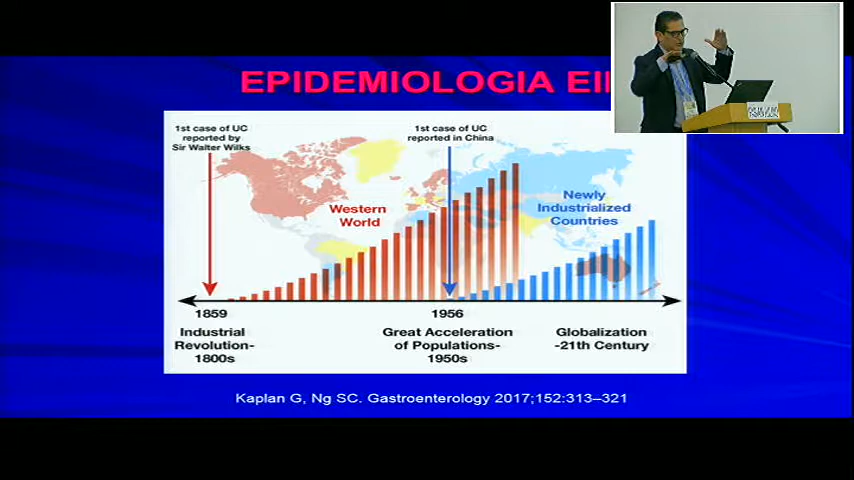 EPIDEMIOLOGIA EII
1st case of UC
reported by
Sir Walter Wilks
1st case of UC
reported in China
Western
World
Newly
Industrialized
Countries
1859
1956
Industrial
Revolution-
1800s
Great Acceleration
of Populations-
1950s
Globalization
-21th Century
Kaplan G, Ng SC. Gastroenterology 2017;152:313–321